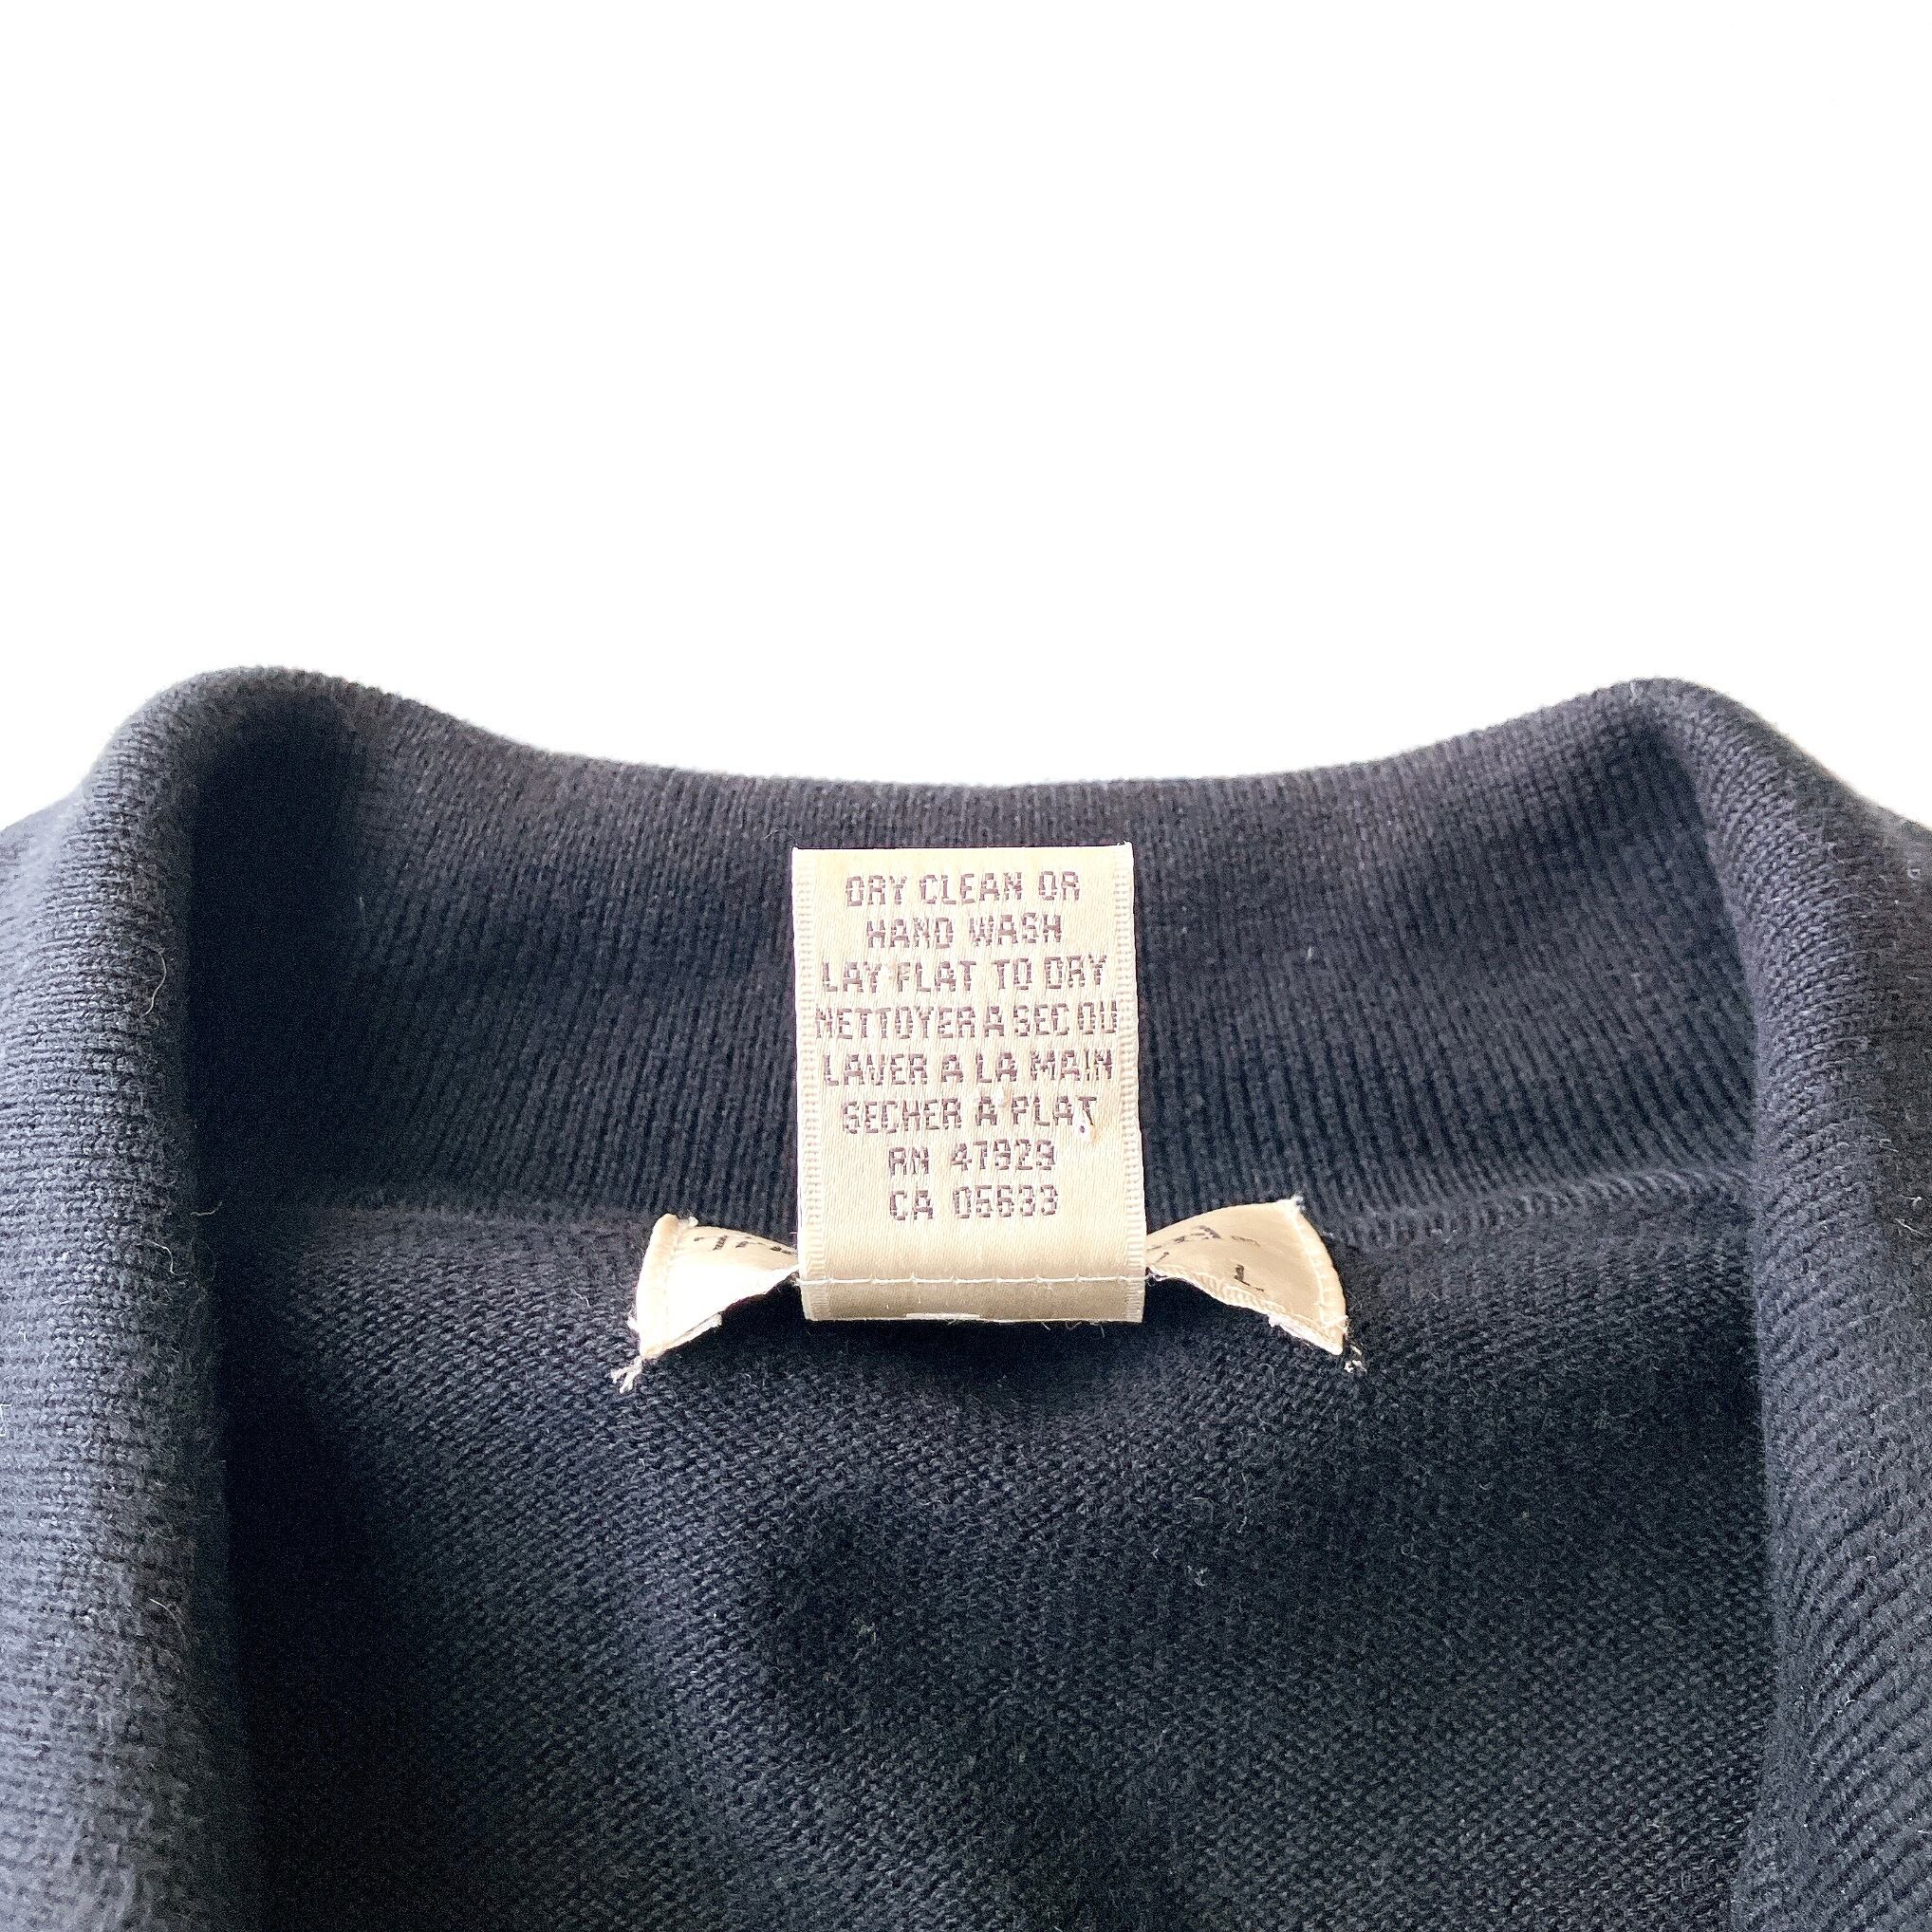 DRY CLEAN OR
HAND WASH
LAY FLAT TO DRY
NETTOYER A SEC OU
LAVER A LA MAIN
SECHER A PLAT
RN 47929
CA 05633